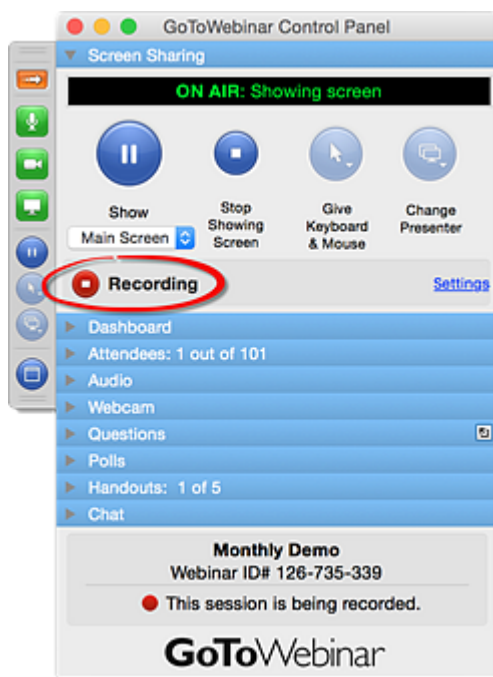 GoToWebinar Control Panel
Screen Sharing
ON AIR: Showing screen
Show
Main Screen
Stop
Showing
Screen
Give
Keyboard
& Mouse
Change
Presenter
Recording
Settings
Dashboard
Attendees: 1 out of 101
Audio
Webcam
Questions
Polls
Handouts: 1 of 5
Chat
Monthly Demo
Webinar ID# 126-735-339
This session is being recorded.
GoToWebinar